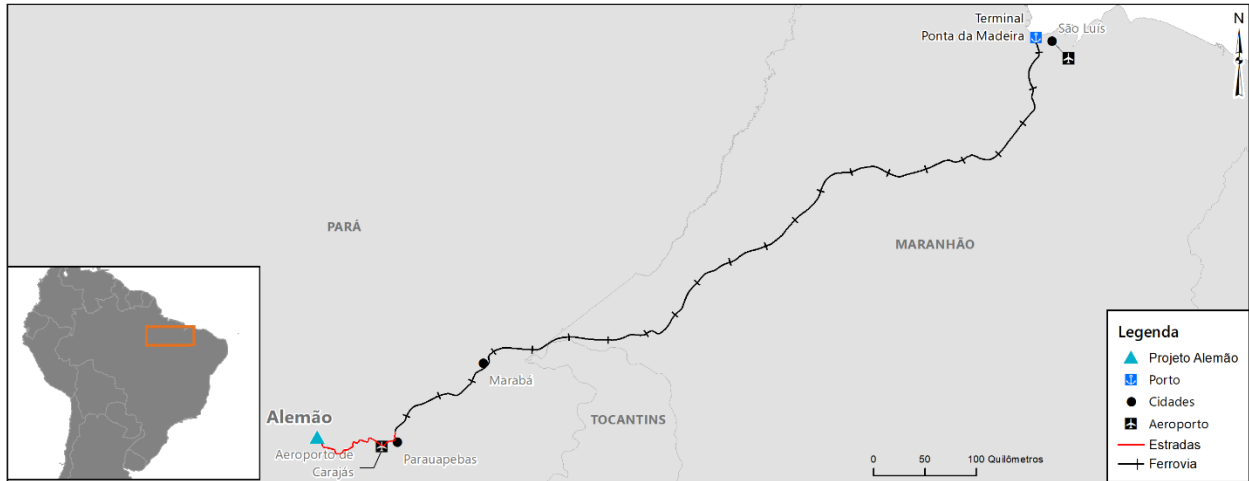 Terminal
Ponta da Madeira
São Luís
N
PARÁ
MARANHÃO
Marabá
TOCANTINS
Alemão
Aeroporto de
Carajás
Parauapebas
0 50 100 Quilômetros
Legenda
Projeto Alemão
Porto
Cidades
Aeroporto
Estradas
Ferrovia